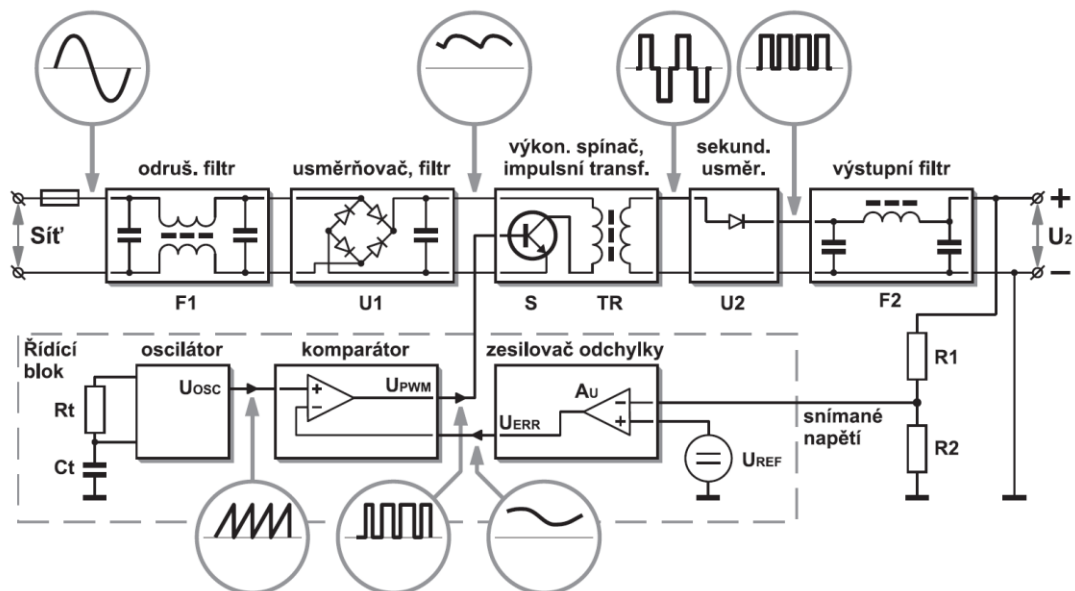 odruš. filtr
usměrňovač, filtr
výkon. spínač,
impulsní transf.
sekund.
usměr.
výstupní filtr
Síť
+
U2
−
F1
U1
S
TR
U2
F2
Řídící
blok
oscilátor
komparátor
zesilovač odchylky
Rt
Ct
UOSC
+
−
UPWM
UERR
AU
−
+
UREF
snímané
napětí
R1
R2